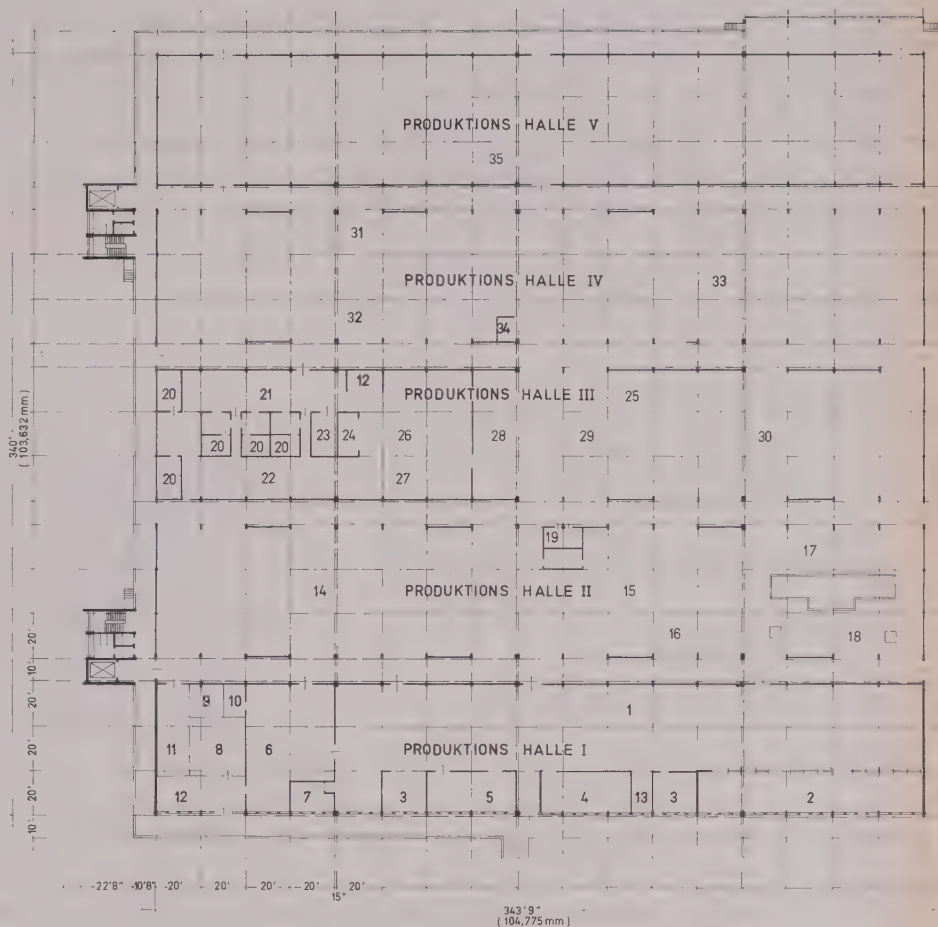 PRODUKTIONS HALLE V
35
31
PRODUKTIONS HALLE IV 33
32
34
12
PRODUKTIONS HALLE III 25
20 21
20 20 20 23 24 26 28 29 30
20 22 27
340'-
(103,632 mm)
19
17
14 PRODUKTIONS HALLE II 15
16 18
20'
10'
20'
20'
20'
10'
9 10 1
11 8 6 PRODUKTIONS HALLE I
12 7 3 5 4 13 3 2
22'8" 10'8" 20' 20' 20' 20' 20'
15"
343'9"
(104,775 mm)